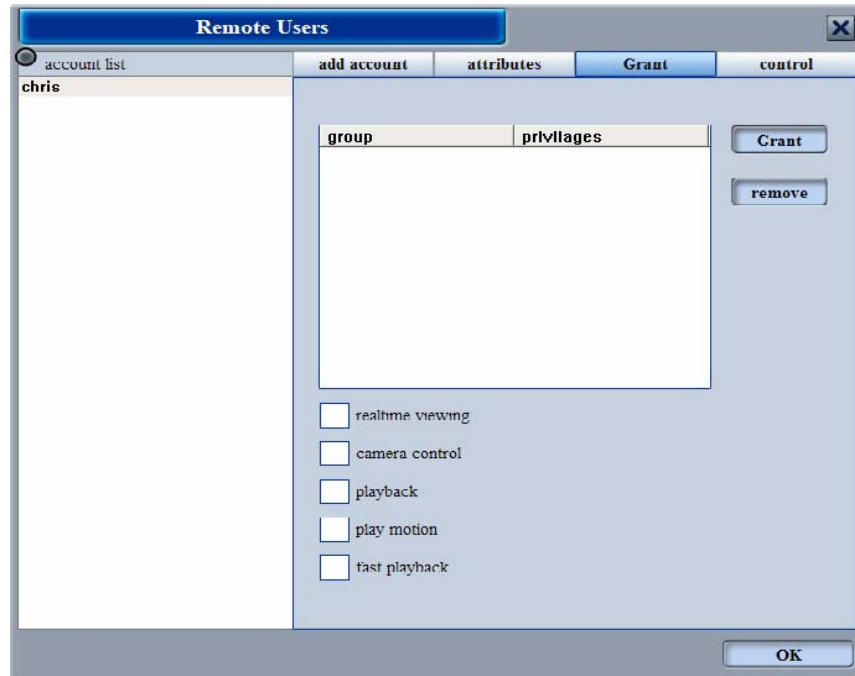 Remote Users
account list
add account
attributes
Grant
control
chris
group
privilages
Grant
remove
realtime viewing
camera control
playback
play motion
fast playback
OK